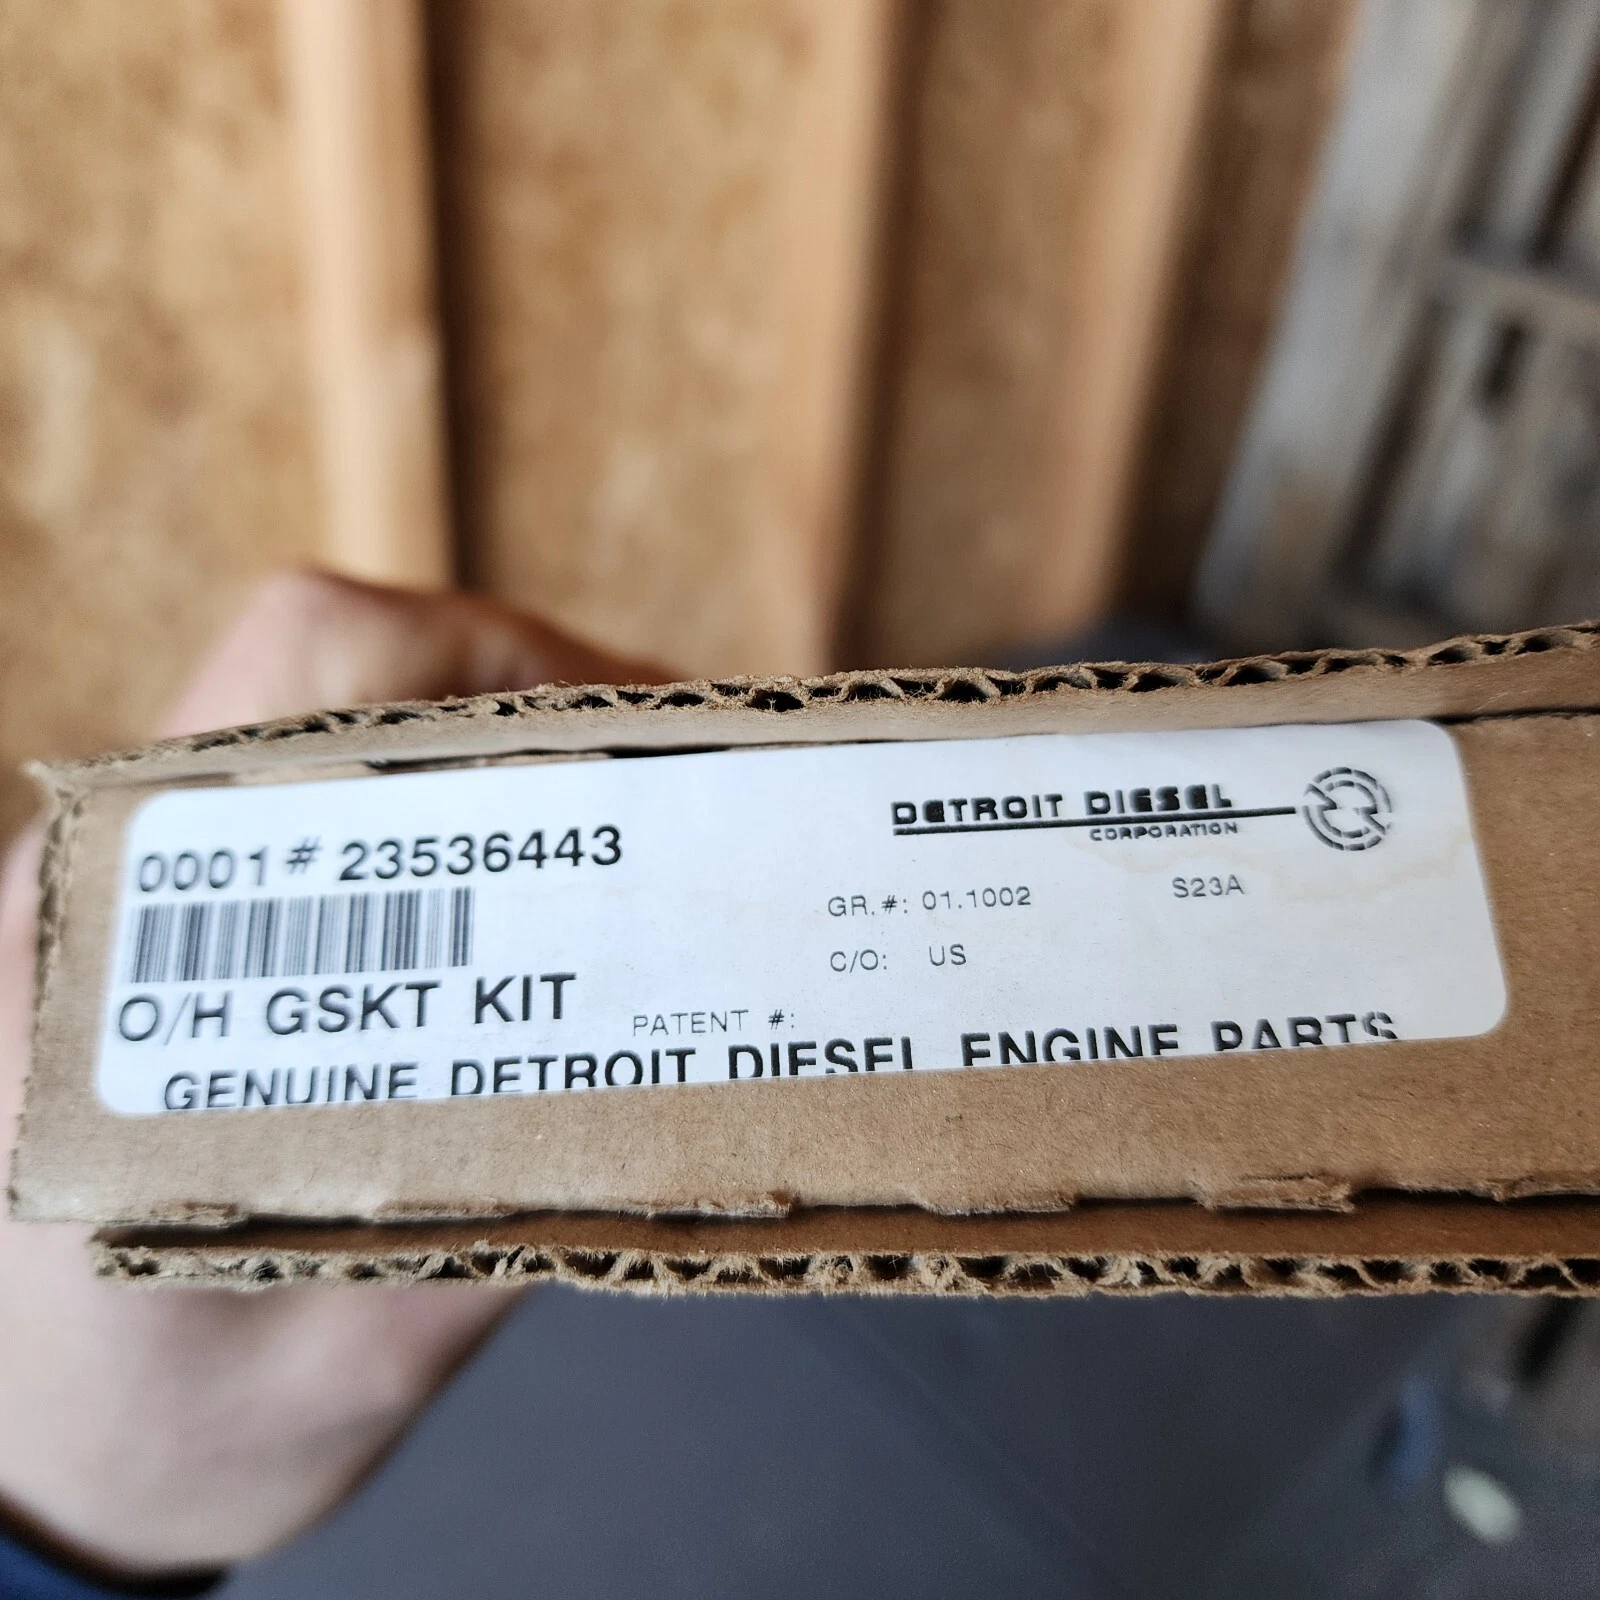 DETROIT DIESEL
CORPORATION
0001# 23536443
GR.#: 01.1002 S23A
C/O: US
O/H GSKT KIT
PATENT #:
GENUINE DETROIT DIESEL ENGINE PARTS